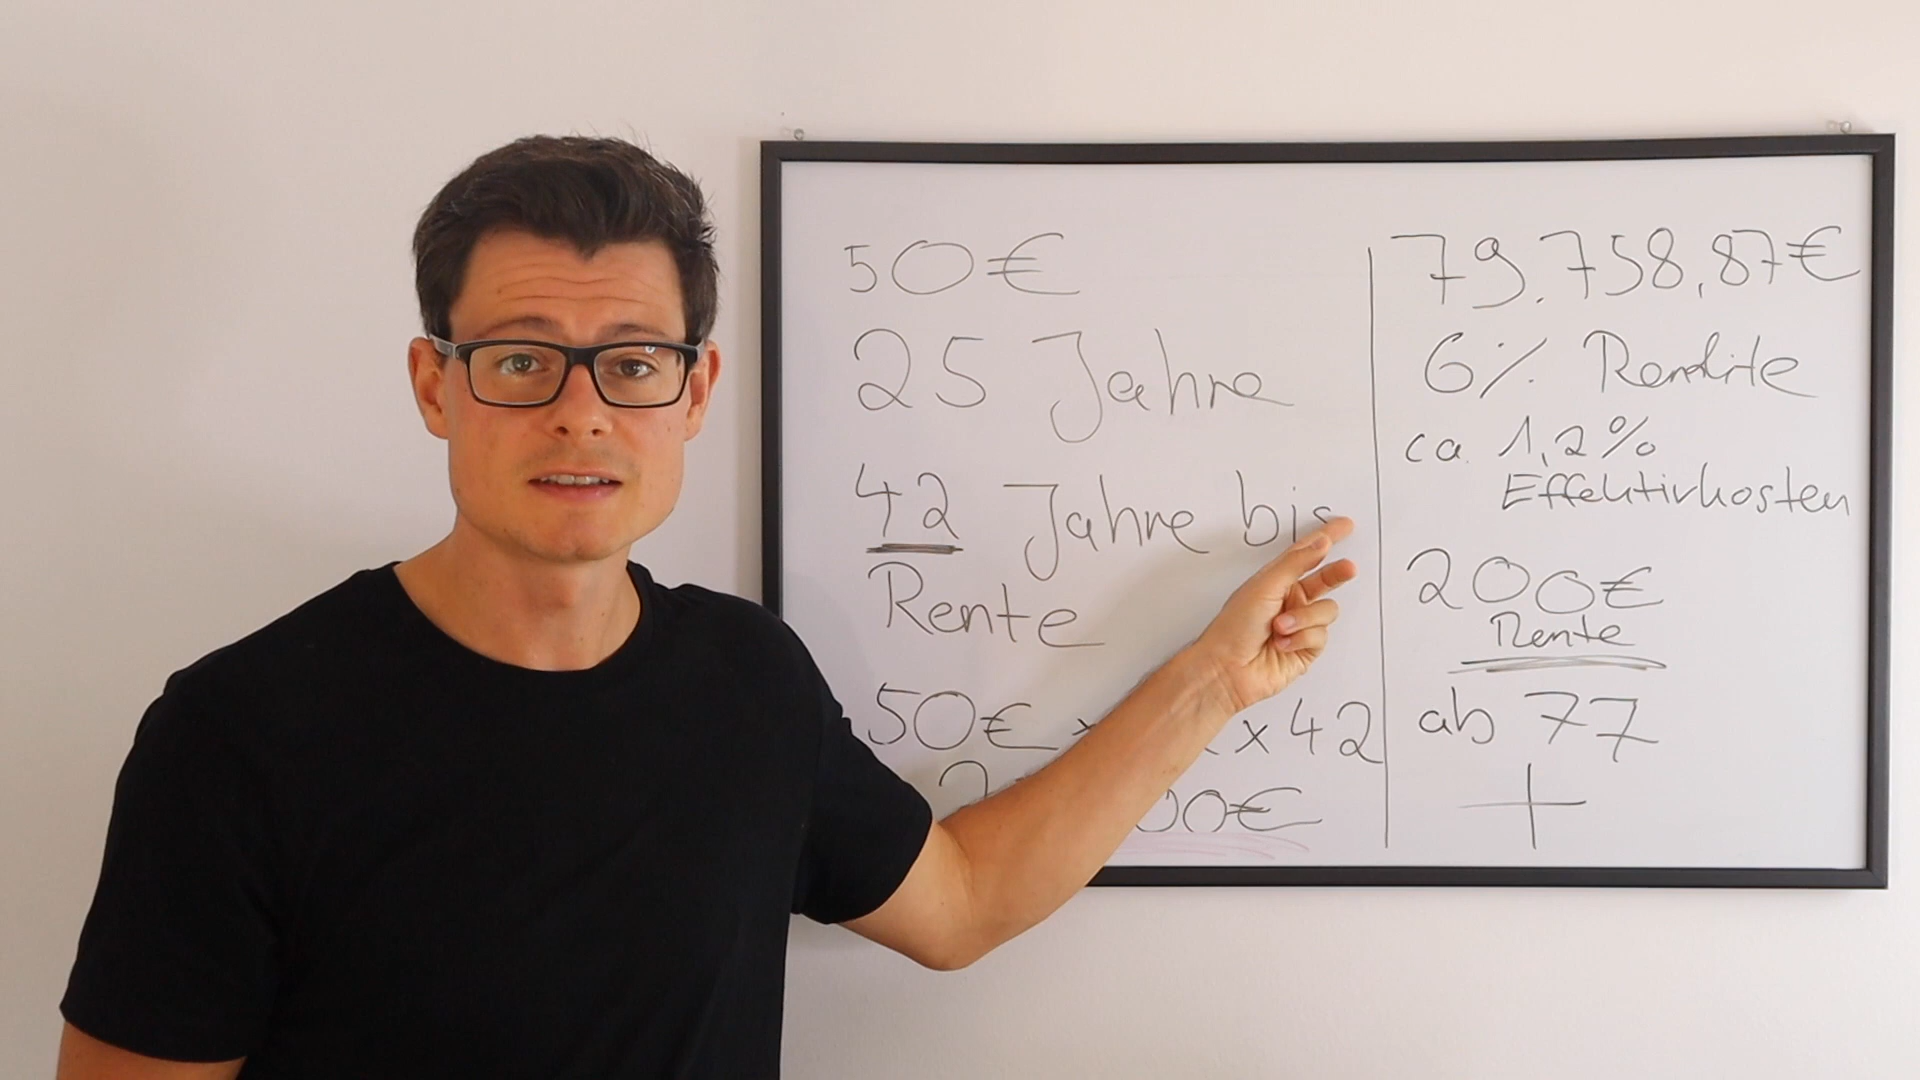 50€
25 Jahre
42 Jahre bis
Rente
50€ x x 42
00€
79.758,87€
6% Rendite
ca. 1,2%
Effektivkosten
200€
Rente
ab 77
+